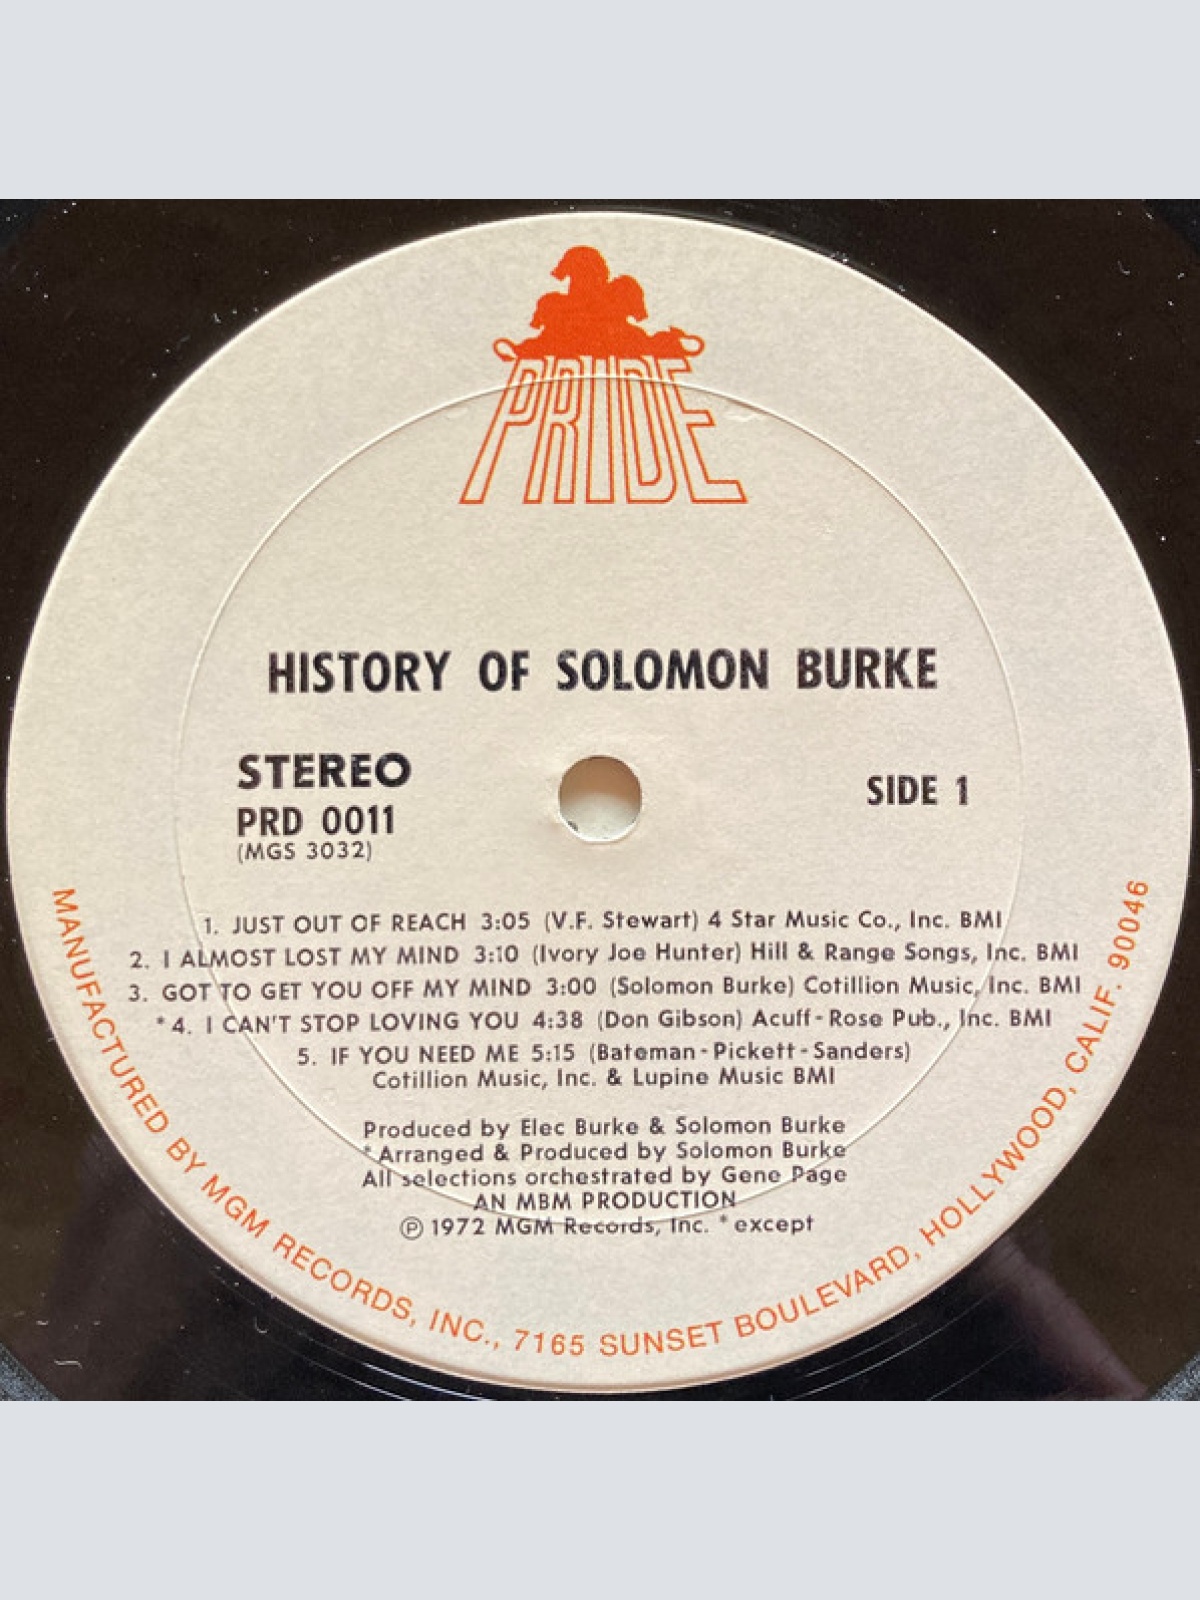 PRIDE
HISTORY OF SOLOMON BURKE
STEREO
PRD 0011
(MGS 3032)
SIDE 1
1. JUST OUT OF REACH 3:05 (V.F. Stewart) 4 Star Music Co., Inc. BMI
2. I ALMOST LOST MY MIND 3:10 (Ivory Joe Hunter) Hill & Range Songs, Inc. BMI
3. GOT TO GET YOU OFF MY MIND 3:00 (Solomon Burke) Cotillion Music, Inc. BMI
*4. I CAN'T STOP LOVING YOU 4:38 (Don Gibson) Acuff-Rose Pub., Inc. BMI
5. IF YOU NEED ME 5:15 (Bateman-Pickett-Sanders)
Cotillion Music, Inc. & Lupine Music BMI
Produced by Elec Burke & Solomon Burke
*Arranged & Produced by Solomon Burke
All selections orchestrated by Gene Page
AN MBM PRODUCTION
℗ 1972 MGM Records, Inc. *except
MANUFACTURED BY MGM RECORDS, INC., 7165 SUNSET BOULEVARD, HOLLYWOOD, CALIF. 90046